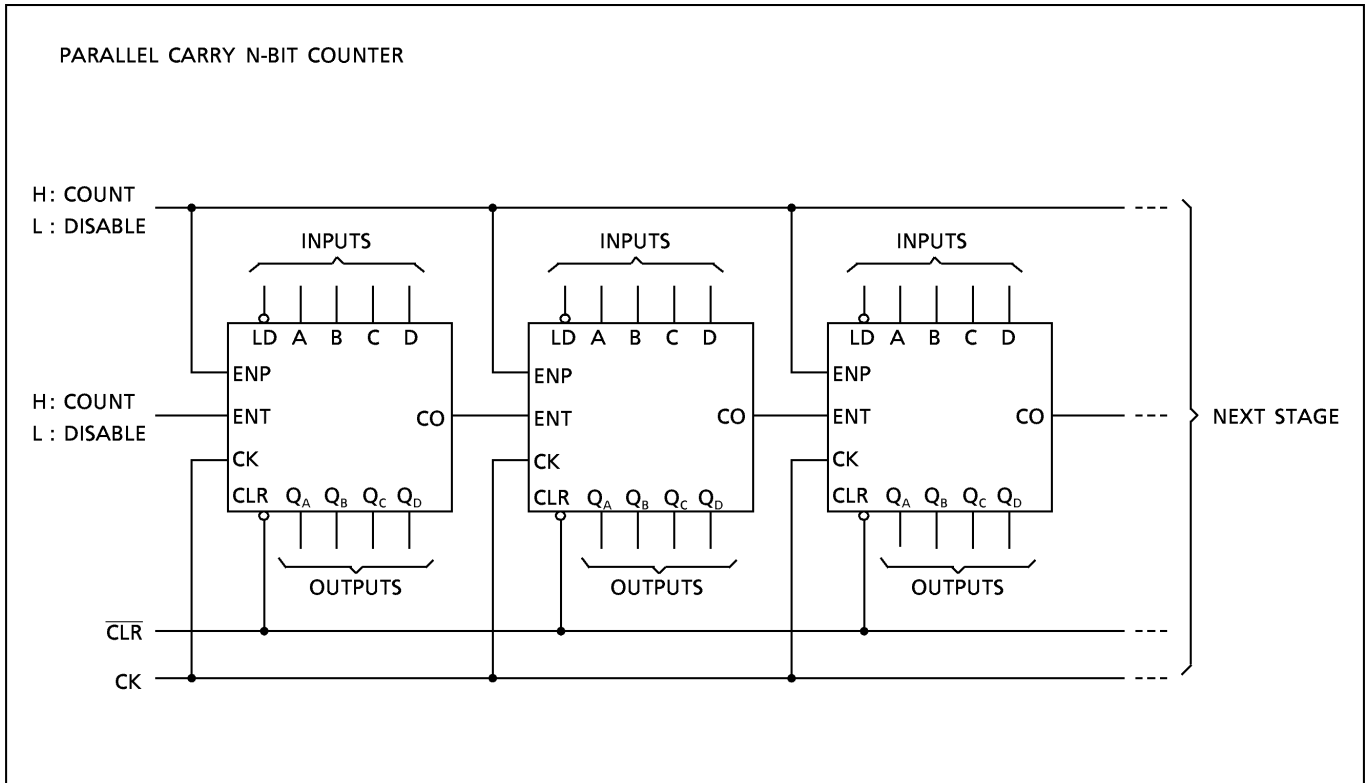 PARALLEL CARRY N-BIT COUNTER
H: COUNT
L : DISABLE
INPUTS INPUTS INPUTS
LD A B C D LD A B C D LD A B C D
ENP ENP ENP
H: COUNT
L : DISABLE
ENT CO ENT CO ENT CO NEXT STAGE
CK CK CK
CLR QA QB QC QD CLR QA QB QC QD CLR QA QB QC QD
OUTPUTS OUTPUTS OUTPUTS
CLR
CK